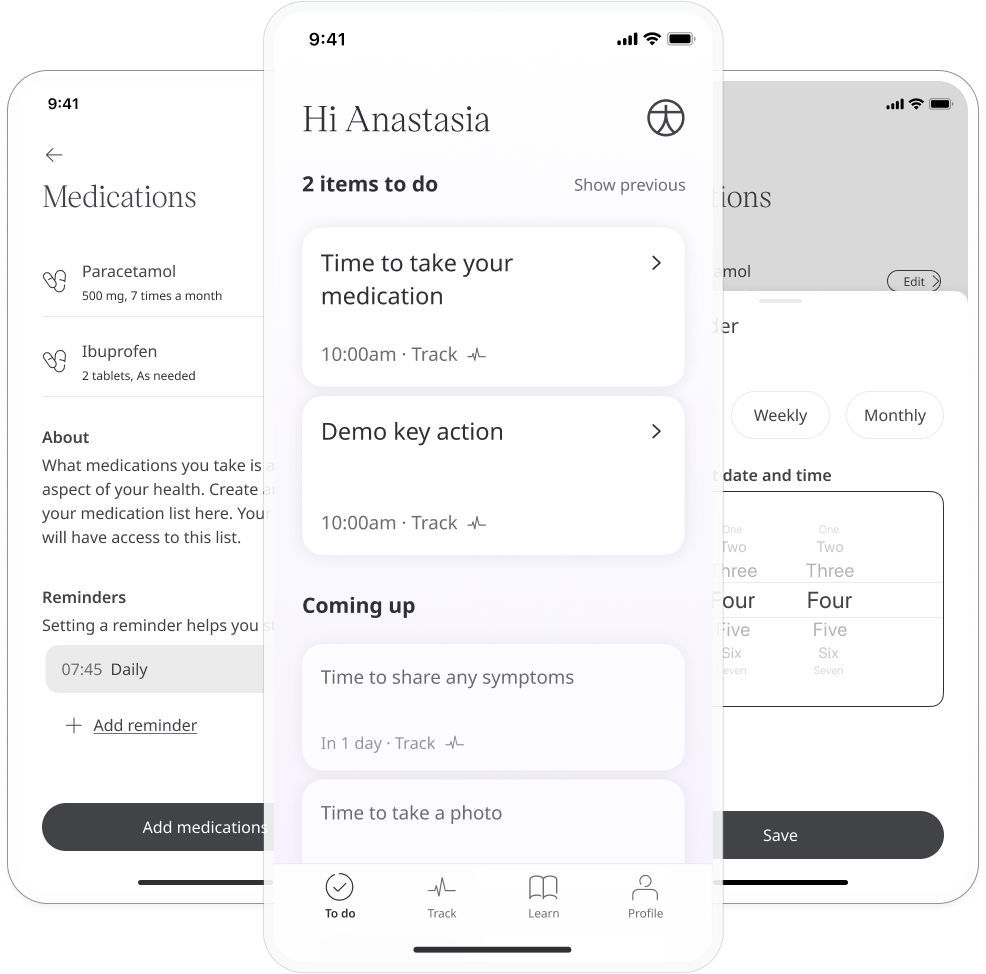 9:41
Medications
Paracetamol
500 mg, 7 times a month
Ibuprofen
2 tablets, As needed
About
What medications you take is a
aspect of your health. Create a
your medication list here. Your
will have access to this list.
Reminders
Setting a reminder helps you st
07:45 Daily
Add reminder
Add medications
9:41
Hi Anastasia
2 items to do
Show previous
Time to take your
medication
10:00am · Track
Demo key action
10:00am · Track
Coming up
Time to share any symptoms
In 1 day · Track
Time to take a photo
To do
Track
Learn
Profile
tions
amol
Edit
der
Weekly
Monthly
t date and time
One One
Two Two
Three Three
Four Four
Five Five
Six Six
Seven Seven
Save